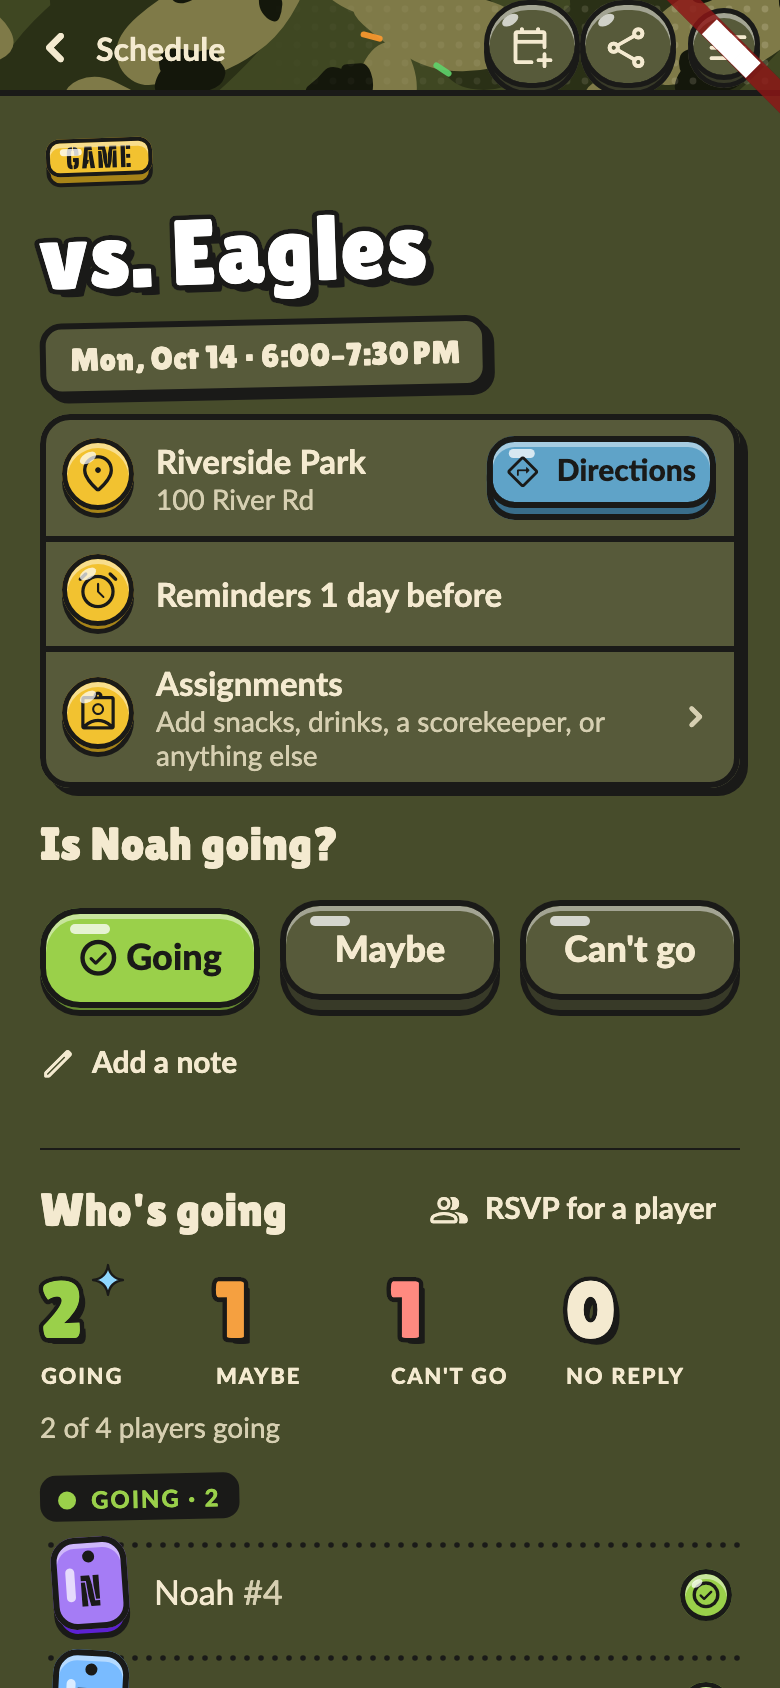 Schedule
GAME
vs. Eagles
Mon, Oct 14 · 6:00–7:30 PM
Riverside Park
100 River Rd
Directions
Reminders 1 day before
Assignments
Add snacks, drinks, a scorekeeper, or
anything else
Is Noah going?
Going
Maybe
Can't go
Add a note
Who's going
RSVP for a player
2
1
1
0
GOING
MAYBE
CAN'T GO
NO REPLY
2 of 4 players going
GOING · 2
N
Noah #4